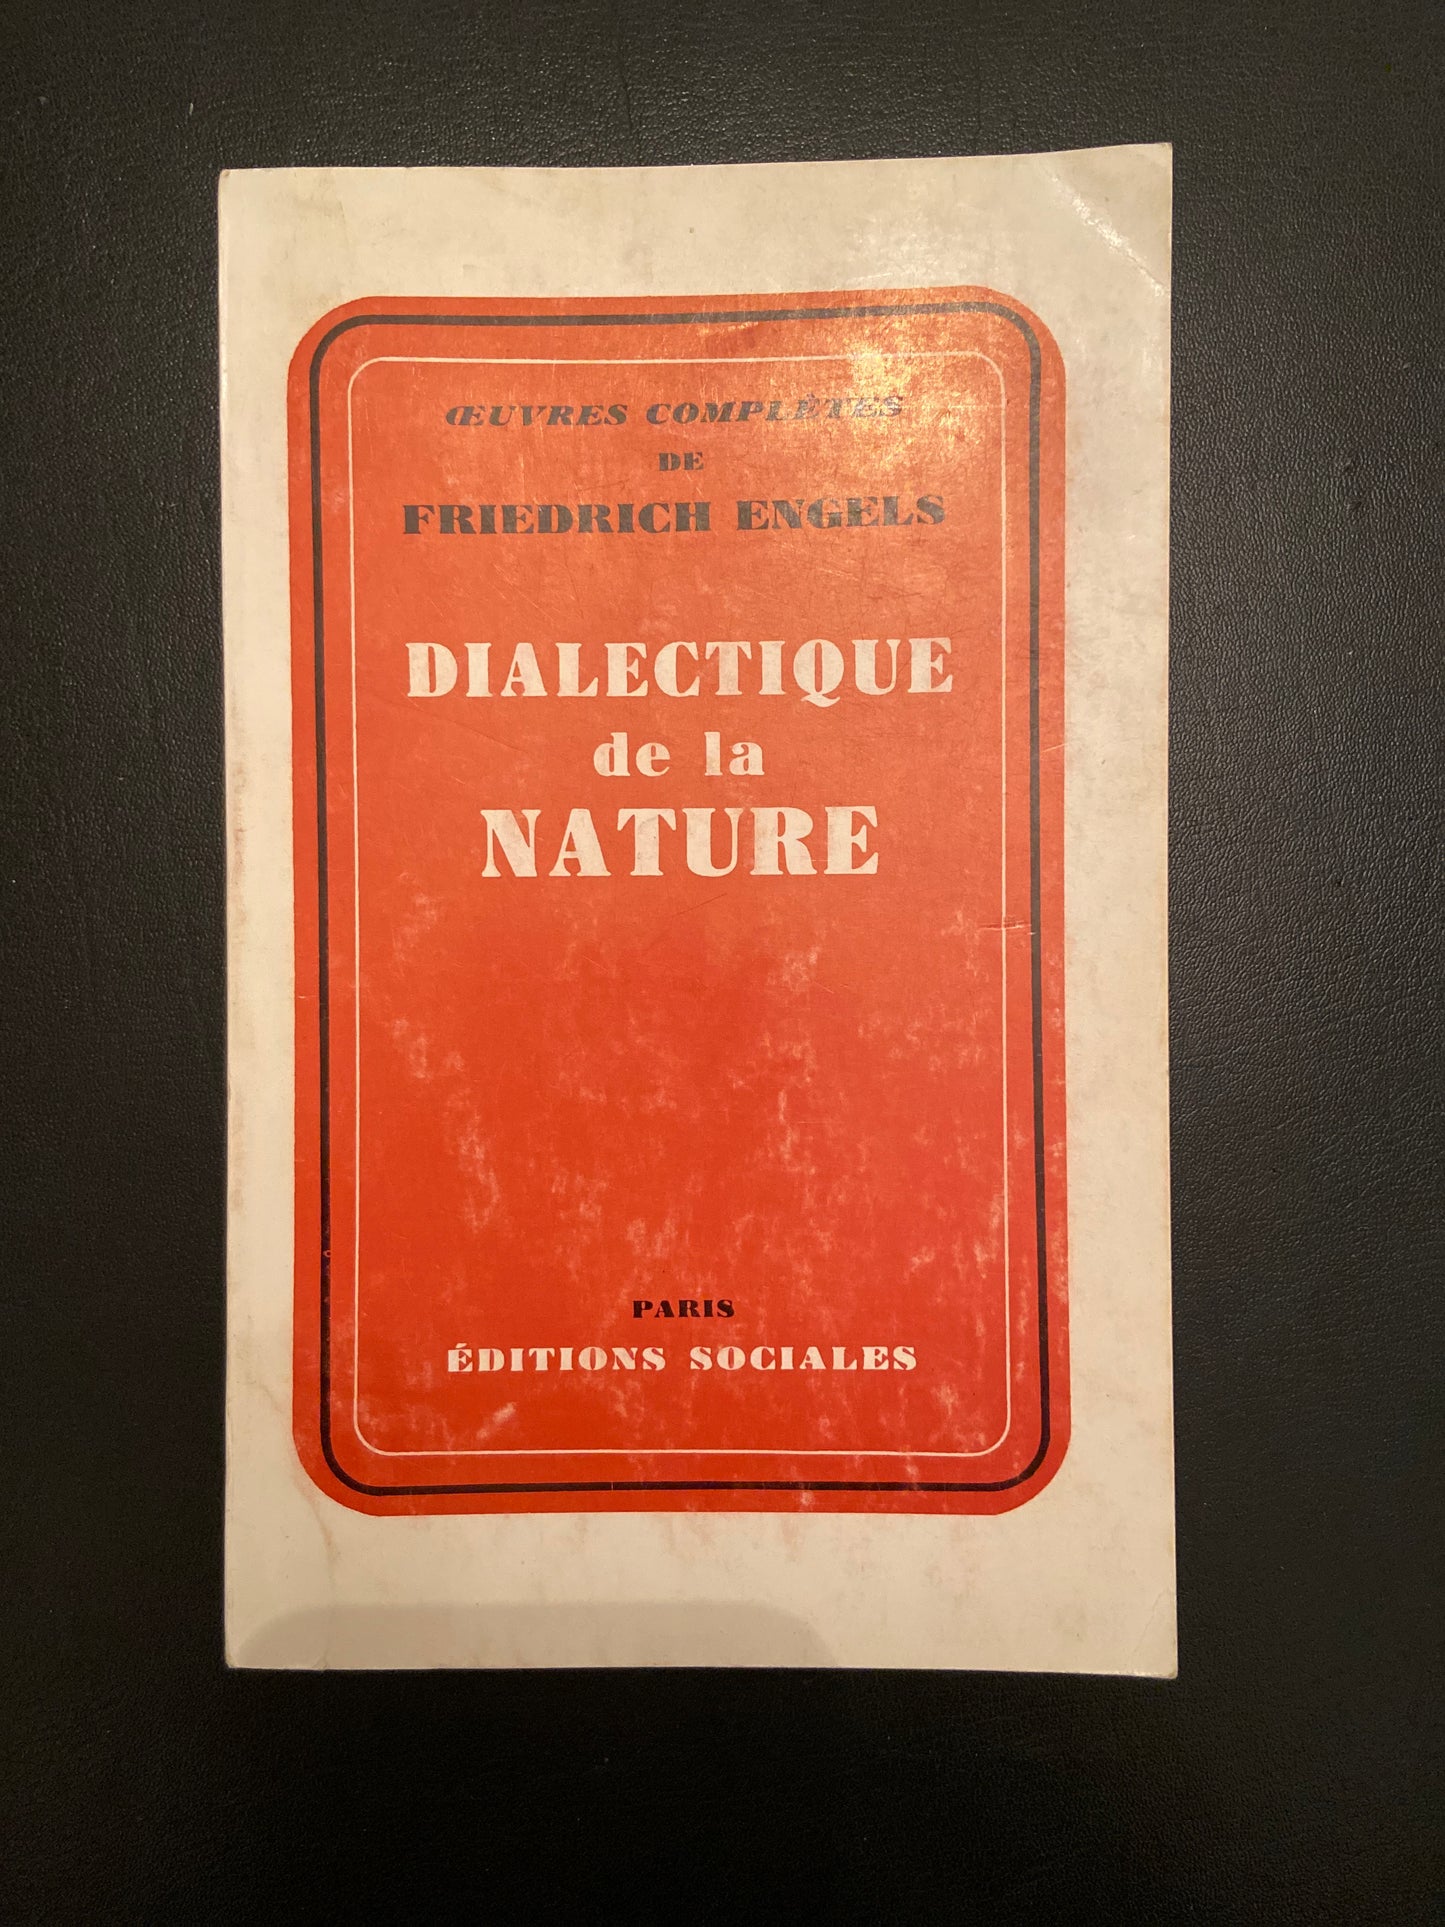 ŒUVRES COMPLÈTES
DE
FRIEDRICH ENGELS
DIALECTIQUE
de la
NATURE
PARIS
ÉDITIONS SOCIALES